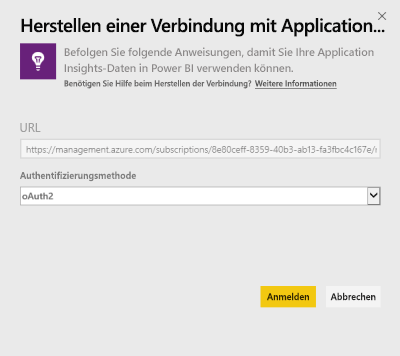 Herstellen einer Verbindung mit Application...
Befolgen Sie folgende Anweisungen, damit Sie Ihre Application
Insights-Daten in Power BI verwenden können.
Benötigen Sie Hilfe beim Herstellen der Verbindung? Weitere Informationen
URL
https://management.azure.com/subscriptions/8e80ceff-8359-40b3-ab13-fa3fbc4c167e/r
Authentifizierungsmethode
oAuth2
Anmelden Abbrechen